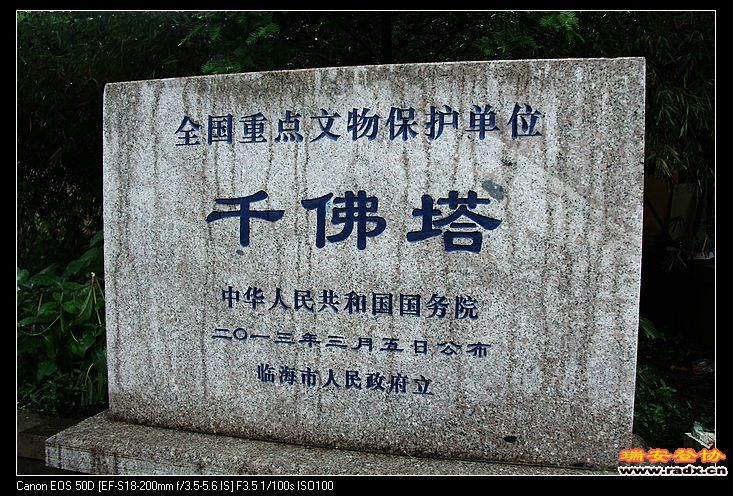 全国重点文物保护单位
千佛塔
中华人民共和国国务院
二〇一三年三月五日公布
临海市人民政府立
瑞安登协
www.radx.cn
Canon EOS 50D [EF-S18-200mm f/3.5-5.6 IS] F3.5 1/100s ISO100